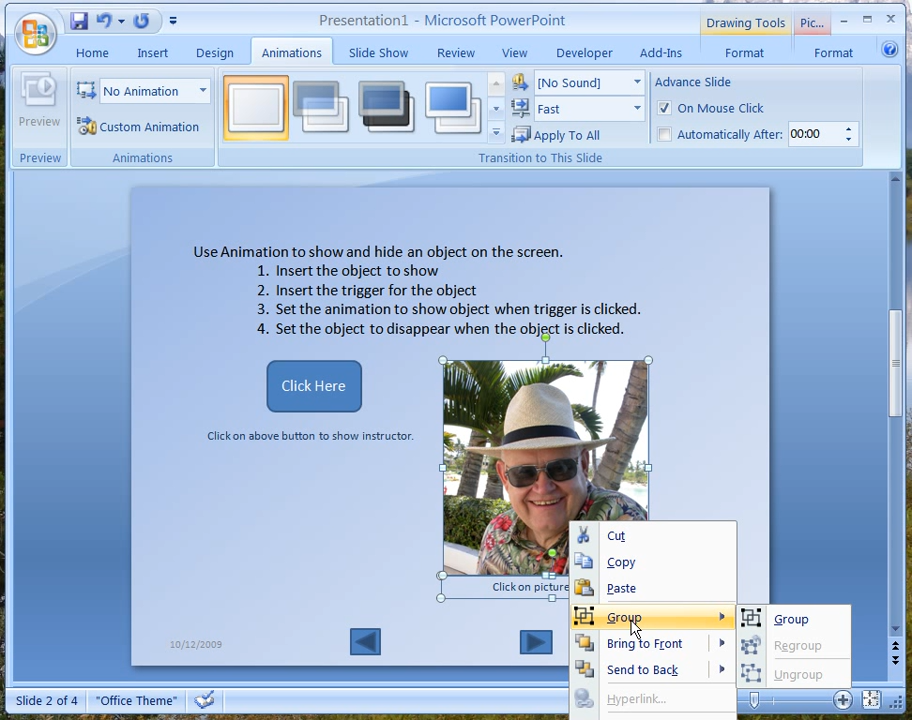 Presentation1 - Microsoft PowerPoint
Drawing Tools
Pic...
Home Insert Design Animations Slide Show Review View Developer Add-Ins Format Format
Preview
No Animation
Custom Animation
[No Sound]
Fast
Apply To All
Advance Slide
On Mouse Click
Automatically After: 00:00
Preview Animations Transition to This Slide
Use Animation to show and hide an object on the screen.
1. Insert the object to show
2. Insert the trigger for the object
3. Set the animation to show object when trigger is clicked.
4. Set the object to disappear when the object is clicked.
Click Here
Click on above button to show instructor.
Click on picture
Cut
Copy
Paste
Group
Bring to Front
Send to Back
Hyperlink...
Group
Regroup
Ungroup
10/12/2009
Slide 2 of 4 "Office Theme"